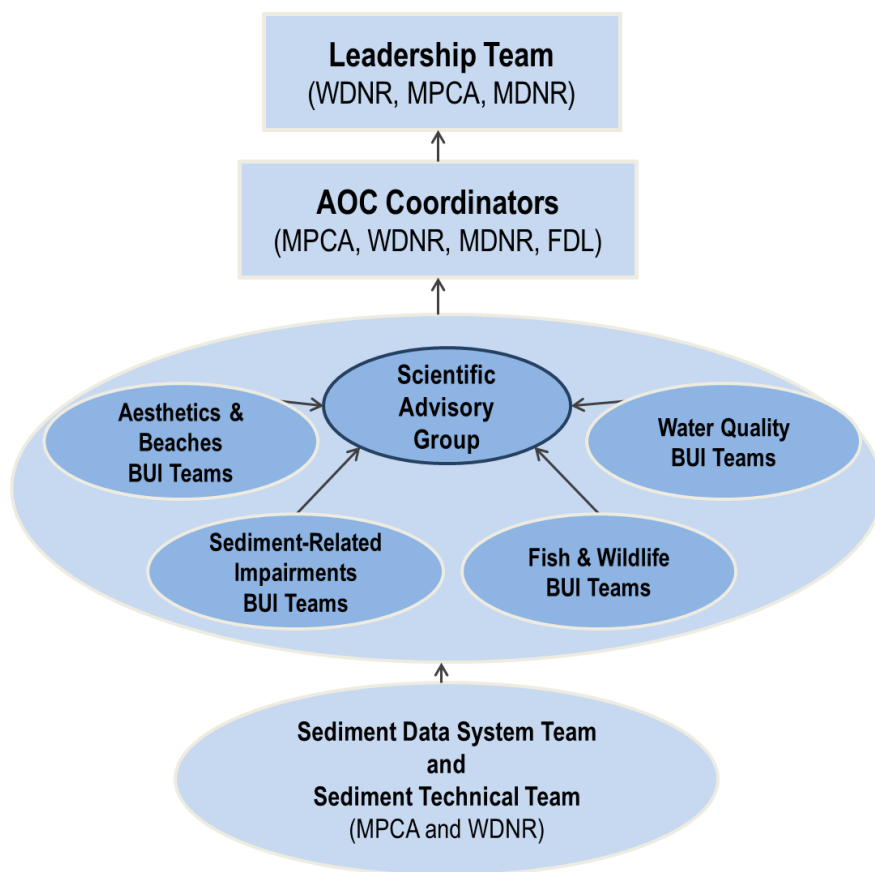 Leadership Team
(WDNR, MPCA, MDNR)
AOC Coordinators
(MPCA, WDNR, MDNR, FDL)
Scientific
Advisory
Group
Aesthetics &
Beaches
BUI Teams
Water Quality
BUI Teams
Sediment-Related
Impairments
BUI Teams
Fish & Wildlife
BUI Teams
Sediment Data System Team
and
Sediment Technical Team
(MPCA and WDNR)